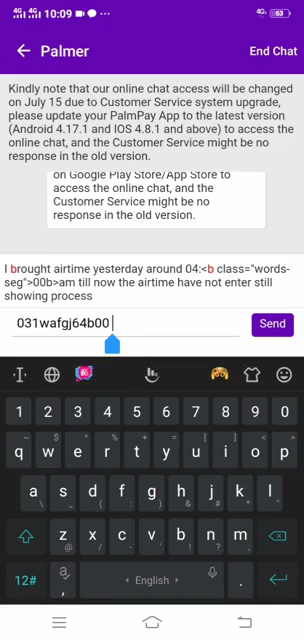 4G 4G 10:09 ... 4G 63
Palmer End Chat
Kindly note that our online chat access will be changed
on July 15 due to Customer Service system upgrade,
please update your PalmPay App to the latest version
(Android 4.17.1 and IOS 4.8.1 and above) to access the
online chat, and the Customer Service might be no
response in the old version.
on Google Play Store/App Store to
access the online chat, and the
Customer Service might be no
response in the old version.
I brought airtime yesterday around 04:<b class="words-
seg">00b>am till now the airtime have not enter still
showing process
031wafgj64b00 Send
1 2 3 4 5 6 7 8 9 0
~ $ ^ % + = [ ] < >
q w e r t y u i o p
a s d f g h j k l
\ _ ( : ) & # * "
z x c v b n m
@ / - ' ! ? ;
12# a , English .